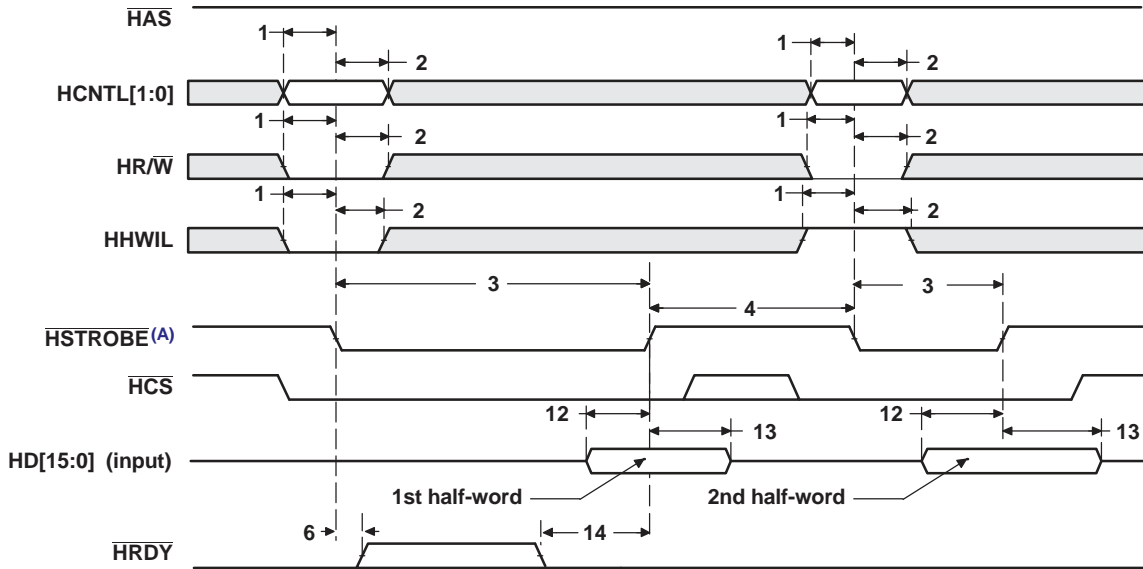 HAS
1
2
1
2
HCNTL[1:0]
1
2
1
2
HR/W
1
2
1
2
HHWIL
3
3
4
HSTROBE(A)
HCS
12
13
12
13
HD[15:0] (input)
1st half-word
2nd half-word
6
14
HRDY